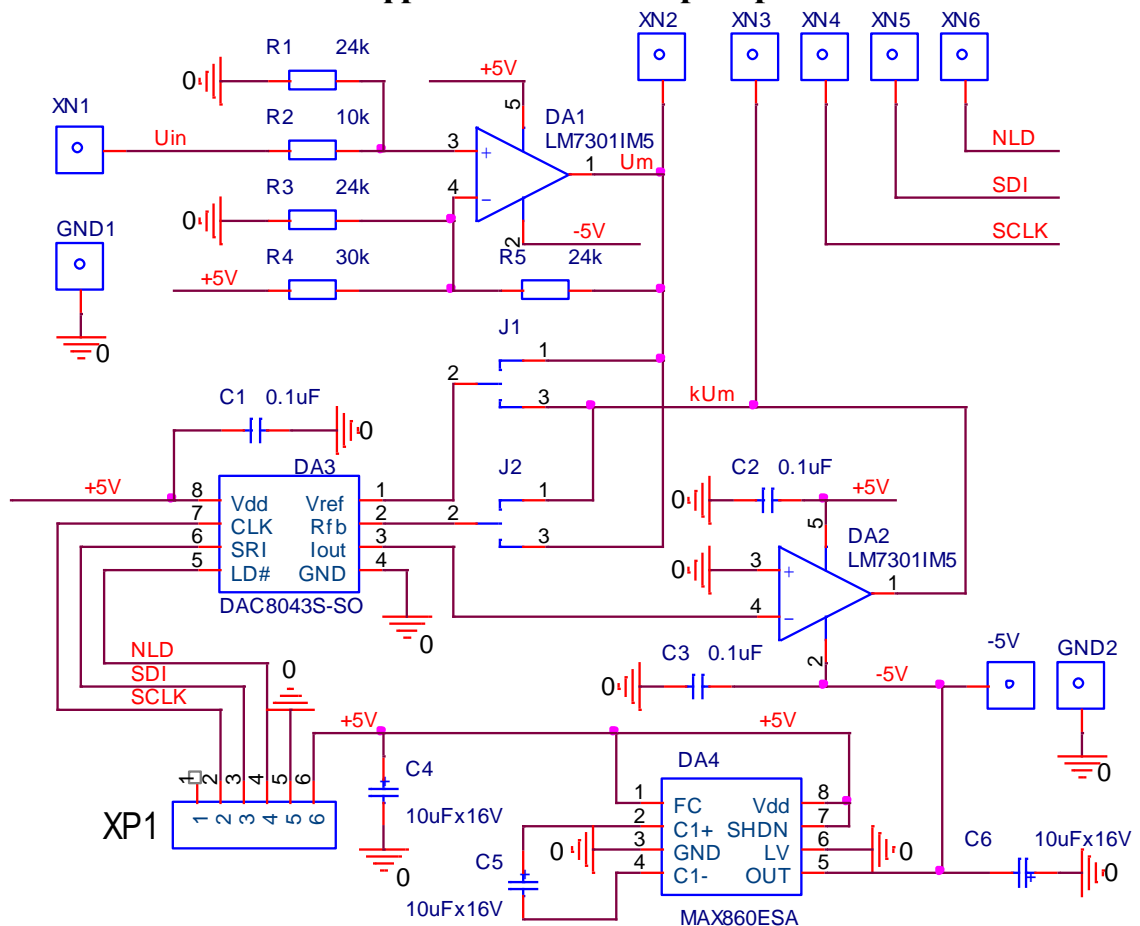 XN2 XN3 XN4 XN5 XN6
R1 24k
+5V
0
XN1
R2 10k
5
DA1
LM7301IM5
NLD
Uin
3
+
1
Um
4
−
SDI
R3 24k
0
GND1
2
-5V
SCLK
R4 30k
R5 24k
+5V
0
J1
1
2
kUm
3
C1 0.1uF
0
DA3
J2
C2 0.1uF
+5V
8 Vdd Vref 1
1
0
+5V
7 CLK Rfb 2
2
5
DA2
LM7301IM5
6 SRI Iout 3
3
0
3
+
1
5 LD# GND 4
DAC8043S-SO
4
−
0
NLD
0
C3 0.1uF
2
-5V
-5V
GND2
SDI
0
SCLK
+5V
+5V
DA4
0
1 2 3 4 5 6
C4
XP1
1 2 3 4 5 6
10uFx16V
0
1 FC Vdd 8
2 C1+ SHDN 7
3 GND LV 6
4 C1- OUT 5
0
0
C5
10uFx16V
C6 10uFx16V
0
MAX860ESA